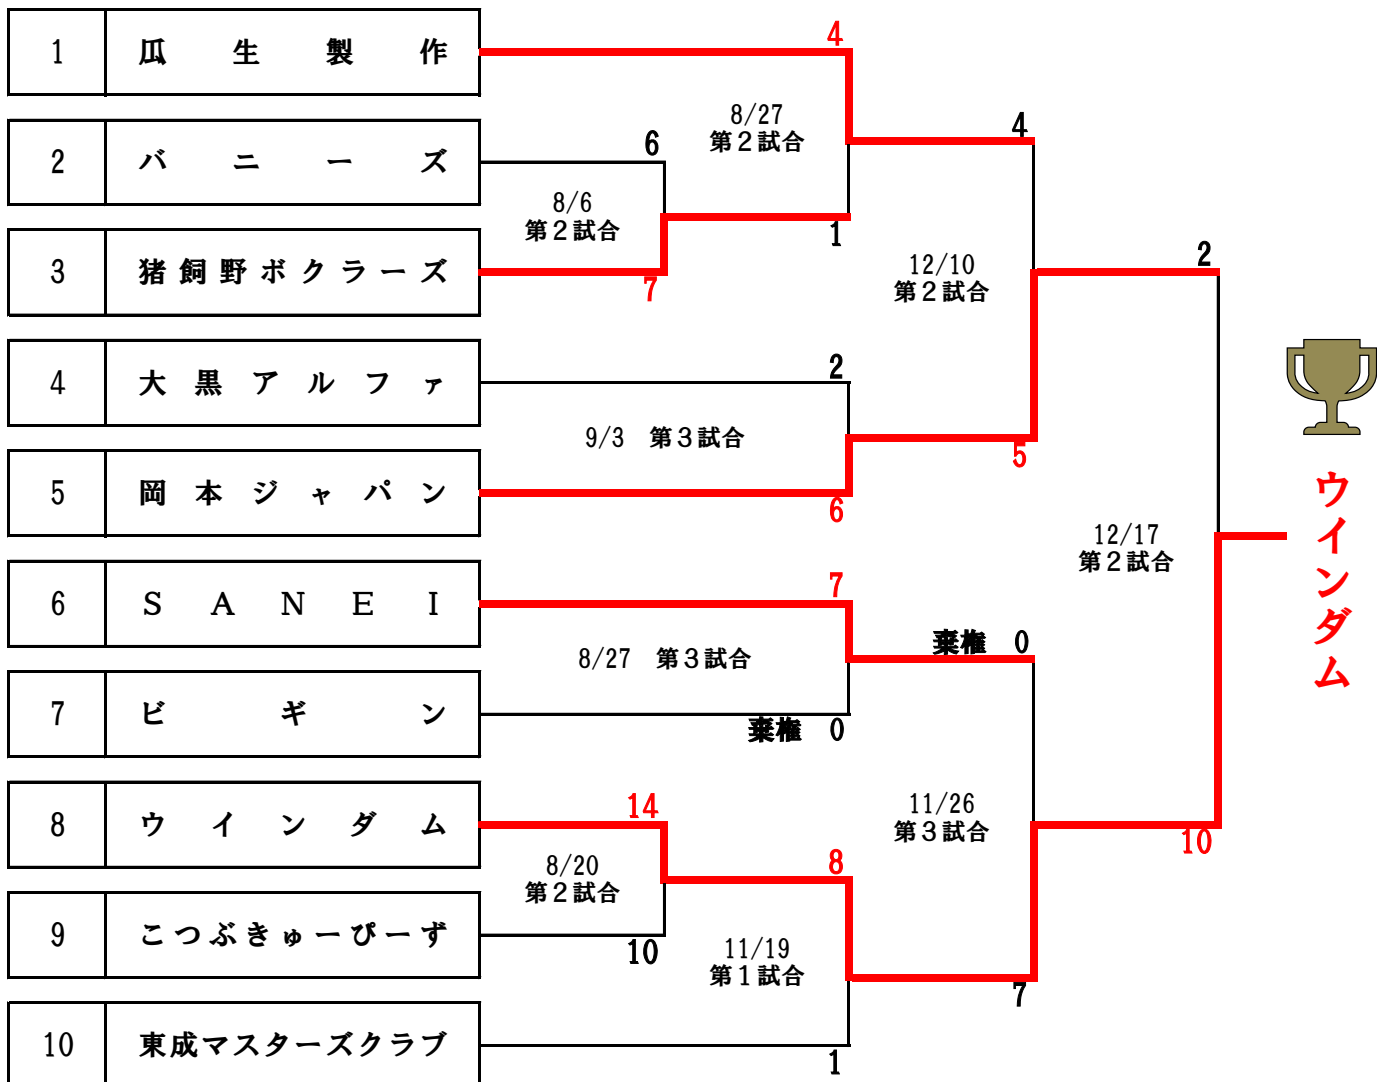 1 瓜生製作
4
8/27
第2試合
4
2 バニーズ
6
8/6
第2試合
1
3 猪飼野ボクラーズ
7
12/10
第2試合
2
4 大黒アルファ
2
9/3 第3試合
5
5 岡本ジャパン
6
12/17
第2試合
ウインダム
6 SANEI
7
8/27 第3試合
棄権 0
7 ビギン
棄権 0
8 ウインダム
14
8/20
第2試合
8
11/26
第3試合
10
9 こつぶきゅーぴーず
10
11/19
第1試合
7
10 東成マスターズクラブ
1